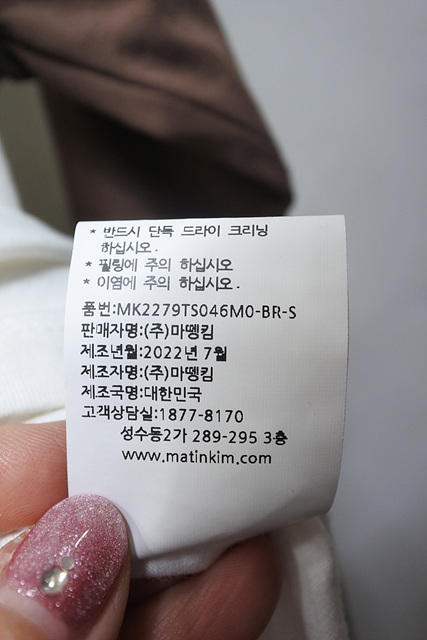 * 반드시 단독 드라이 크리닝
하십시오.
* 필링에 주의 하십시오
* 이염에 주의 하십시오.
품번:MK2279TS046M0-BR-S
판매자명:(주)마뗑킴
제조년월:2022년 7월
제조자명:(주)마뗑킴
제조국명:대한민국
고객상담실:1877-8170
성수동2가 289-295 3층
www.matinkim.com